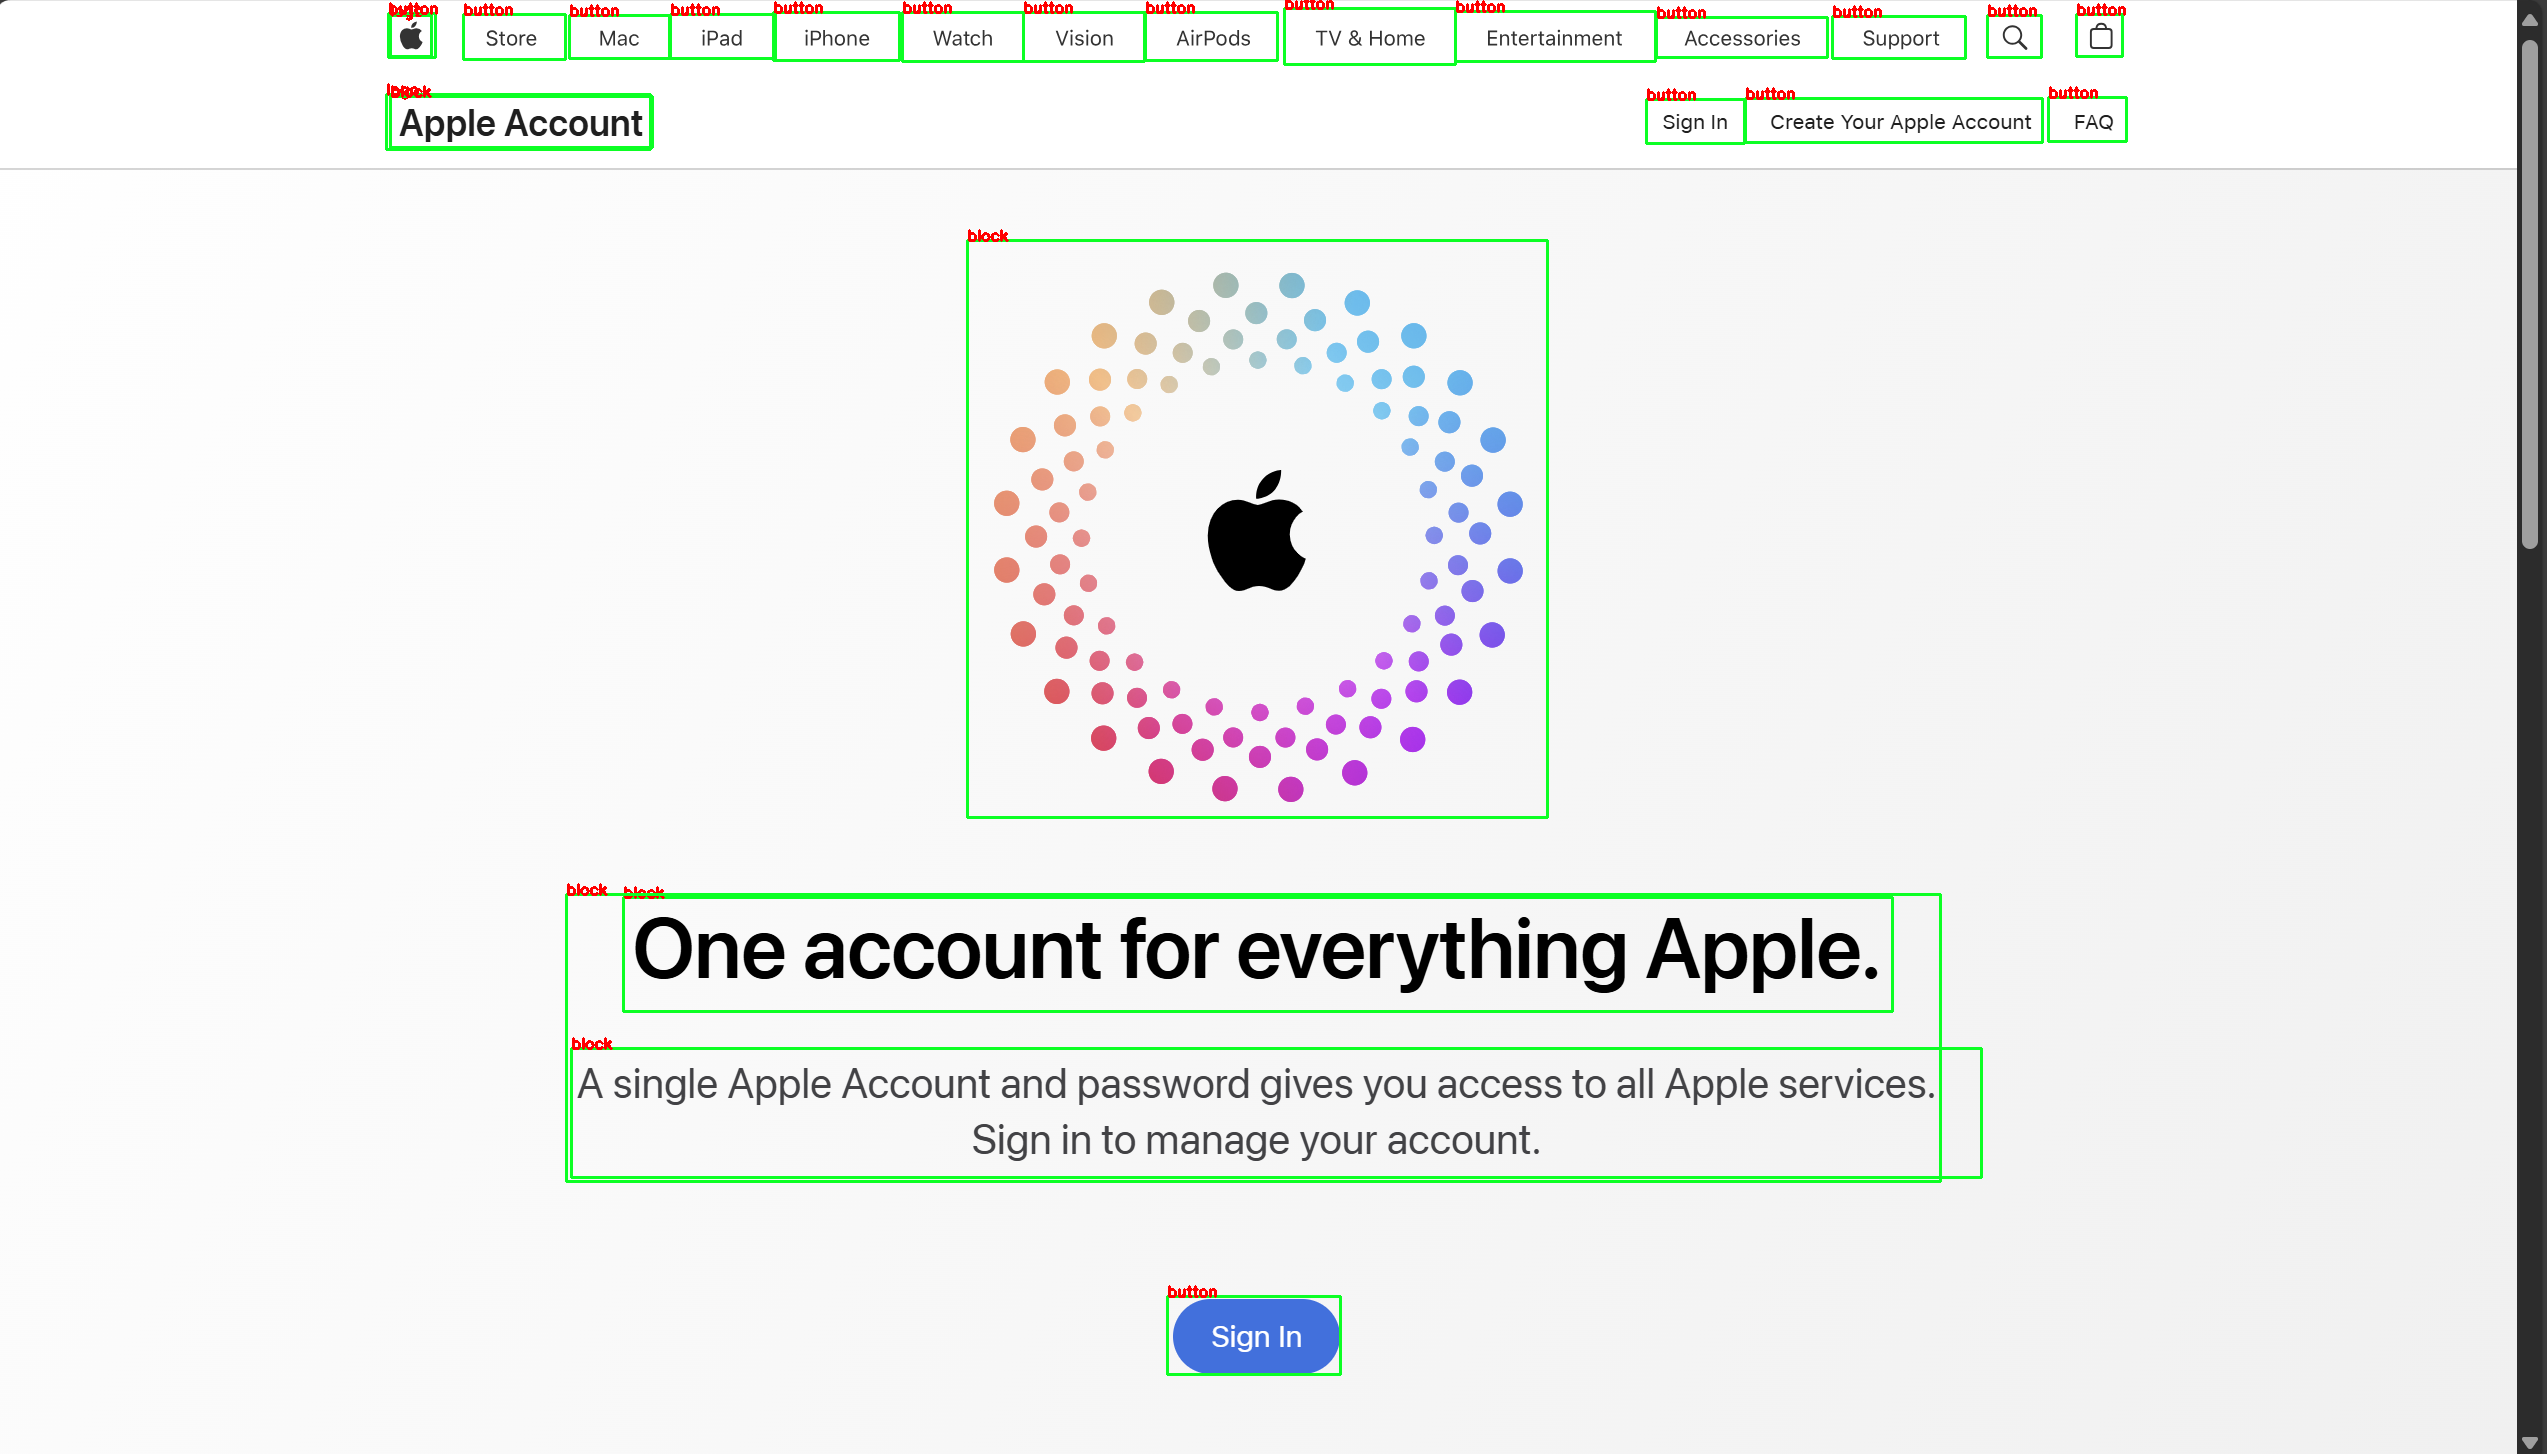 button
button button button button button button button button button button button button button
Store Mac iPad iPhone Watch Vision AirPods TV & Home Entertainment Accessories Support
block button button button
Apple Account Sign In Create Your Apple Account FAQ
block
block block
One account for everything Apple.
block
A single Apple Account and password gives you access to all Apple services.
Sign in to manage your account.
button
Sign In